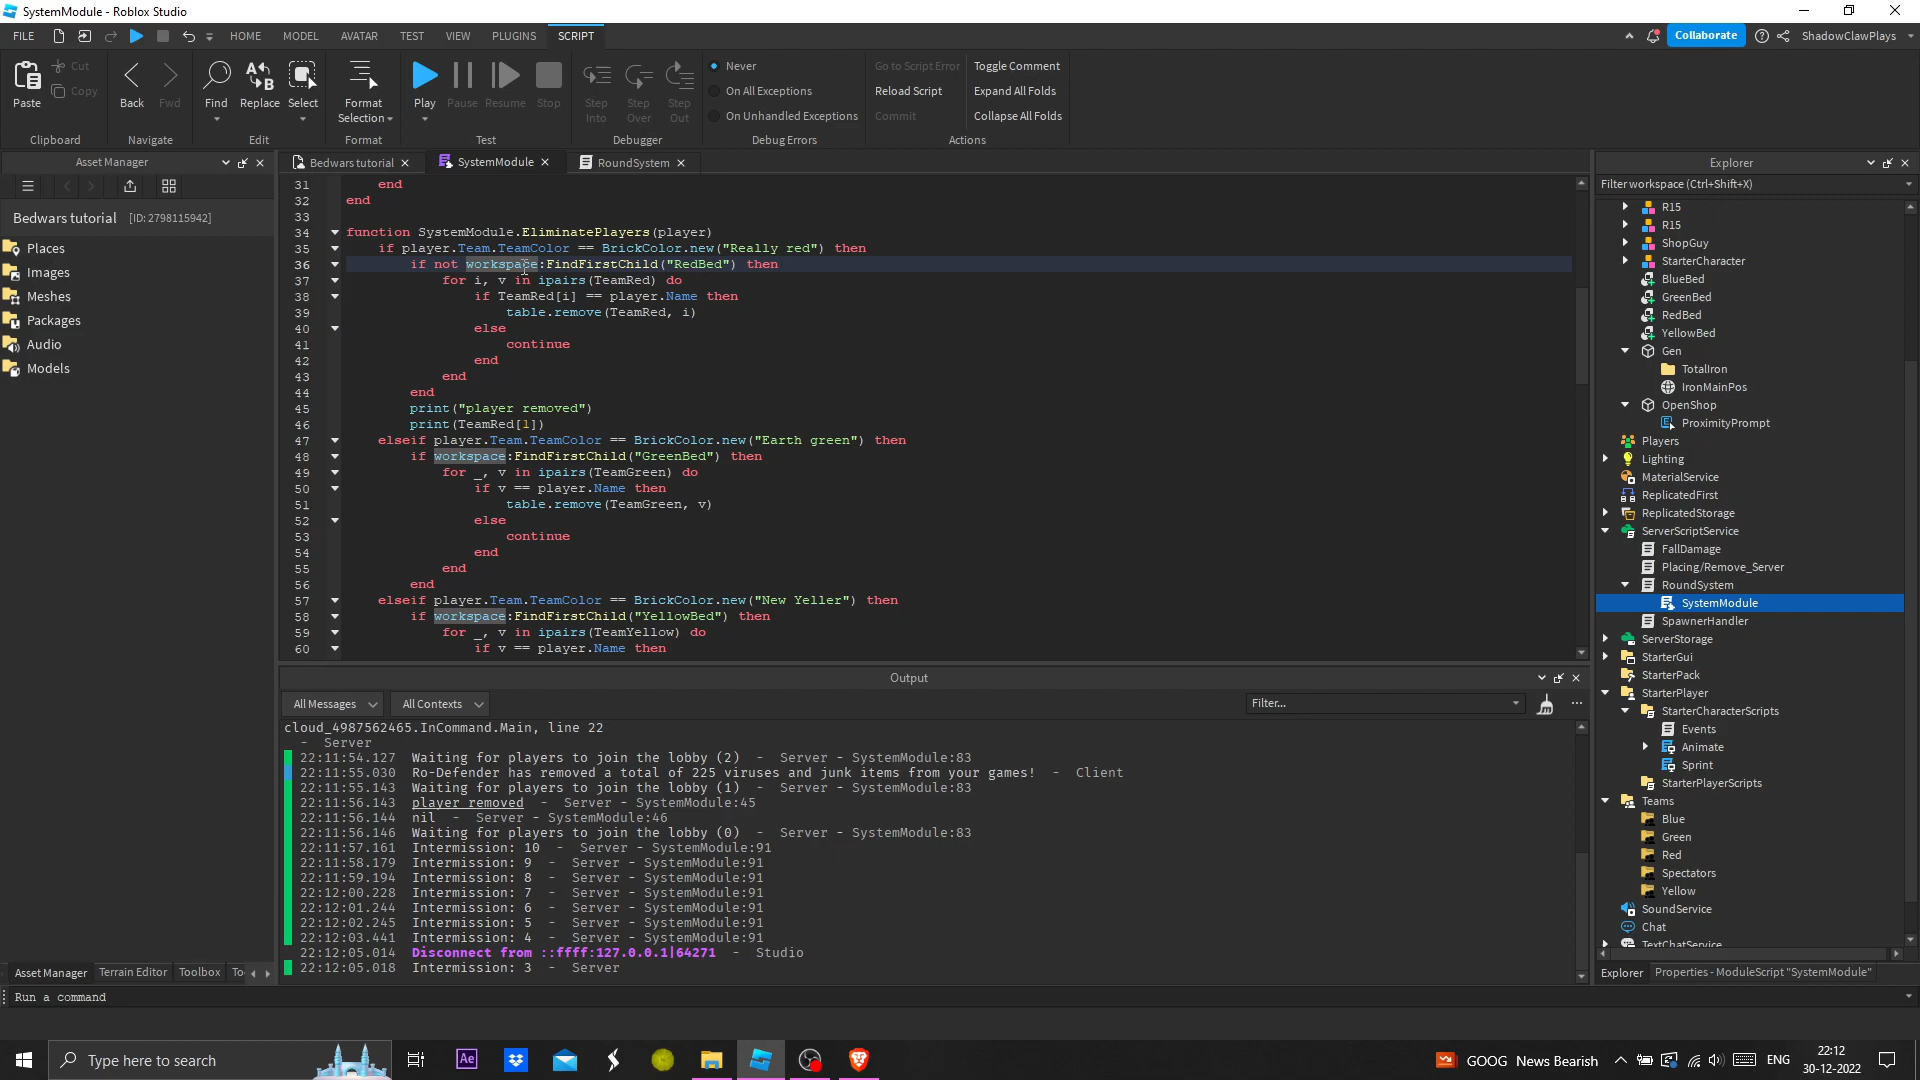 SystemModule - Roblox Studio
FILE HOME MODEL AVATAR TEST VIEW PLUGINS SCRIPT Collaborate ShadowClawPlays
Paste Cut Copy Back Fwd Find Replace Select Format Selection Play Pause Resume Stop Step Into Step Over Step Out
Never
On All Exceptions
On Unhandled Exceptions
Go to Script Error
Reload Script
Commit
Toggle Comment
Expand All Folds
Collapse All Folds
Clipboard Navigate Edit Format Test Debugger Debug Errors Actions
Asset Manager
Bedwars tutorial [ID: 2798115942]
Places
Images
Meshes
Packages
Audio
Models
Asset Manager Terrain Editor Toolbox To
Bedwars tutorial SystemModule RoundSystem
31 end
32 end
33
34 function SystemModule.EliminatePlayers(player)
35 if player.Team.TeamColor == BrickColor.new("Really red") then
36 if not workspace:FindFirstChild("RedBed") then
37 for i, v in ipairs(TeamRed) do
38 if TeamRed[i] == player.Name then
39 table.remove(TeamRed, i)
40 else
41 continue
42 end
43 end
44 end
45 print("player removed")
46 print(TeamRed[1])
47 elseif player.Team.TeamColor == BrickColor.new("Earth green") then
48 if workspace:FindFirstChild("GreenBed") then
49 for _, v in ipairs(TeamGreen) do
50 if v == player.Name then
51 table.remove(TeamGreen, v)
52 else
53 continue
54 end
55 end
56 end
57 elseif player.Team.TeamColor == BrickColor.new("New Yeller") then
58 if workspace:FindFirstChild("YellowBed") then
59 for _, v in ipairs(TeamYellow) do
60 if v == player.Name then
Output
All Messages All Contexts Filter...
cloud_4987562465.InCommand.Main, line 22
- Server
22:11:54.127 Waiting for players to join the lobby (2) - Server - SystemModule:83
22:11:55.030 Ro-Defender has removed a total of 225 viruses and junk items from your games! - Client
22:11:55.143 Waiting for players to join the lobby (1) - Server - SystemModule:83
22:11:56.143 player removed - Server - SystemModule:45
22:11:56.144 nil - Server - SystemModule:46
22:11:56.146 Waiting for players to join the lobby (0) - Server - SystemModule:83
22:11:57.161 Intermission: 10 - Server - SystemModule:91
22:11:58.179 Intermission: 9 - Server - SystemModule:91
22:11:59.194 Intermission: 8 - Server - SystemModule:91
22:12:00.228 Intermission: 7 - Server - SystemModule:91
22:12:01.244 Intermission: 6 - Server - SystemModule:91
22:12:02.245 Intermission: 5 - Server - SystemModule:91
22:12:03.441 Intermission: 4 - Server - SystemModule:91
22:12:05.014 Disconnect from ::ffff:127.0.0.1|64271 - Studio
22:12:05.018 Intermission: 3 - Server
Explorer
Filter workspace (Ctrl+Shift+X)
R15
R15
ShopGuy
StarterCharacter
BlueBed
GreenBed
RedBed
YellowBed
Gen
TotalIron
IronMainPos
OpenShop
ProximityPrompt
Players
Lighting
MaterialService
ReplicatedFirst
ReplicatedStorage
ServerScriptService
FallDamage
Placing/Remove_Server
RoundSystem
SystemModule
SpawnerHandler
ServerStorage
StarterGui
StarterPack
StarterPlayer
StarterCharacterScripts
Events
Animate
Sprint
StarterPlayerScripts
Teams
Blue
Green
Red
Spectators
Yellow
SoundService
Chat
TextChatService
Explorer Properties - ModuleScript "SystemModule"
Run a command
Type here to search Ae GOOG News Bearish ENG 22:12
30-12-2022